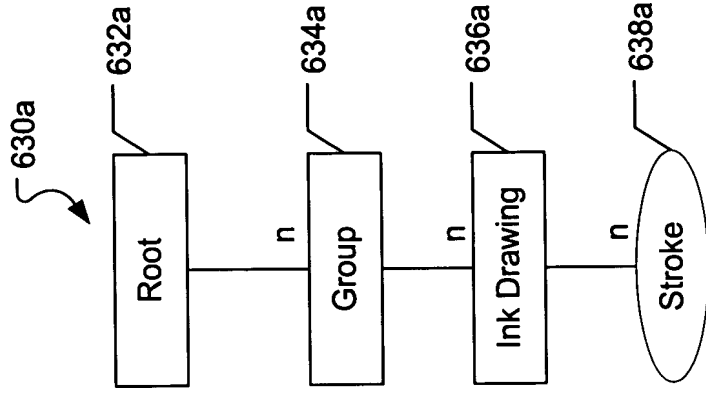 630a
632a
Root
n
634a
Group
n
636a
Ink Drawing
n
638a
Stroke